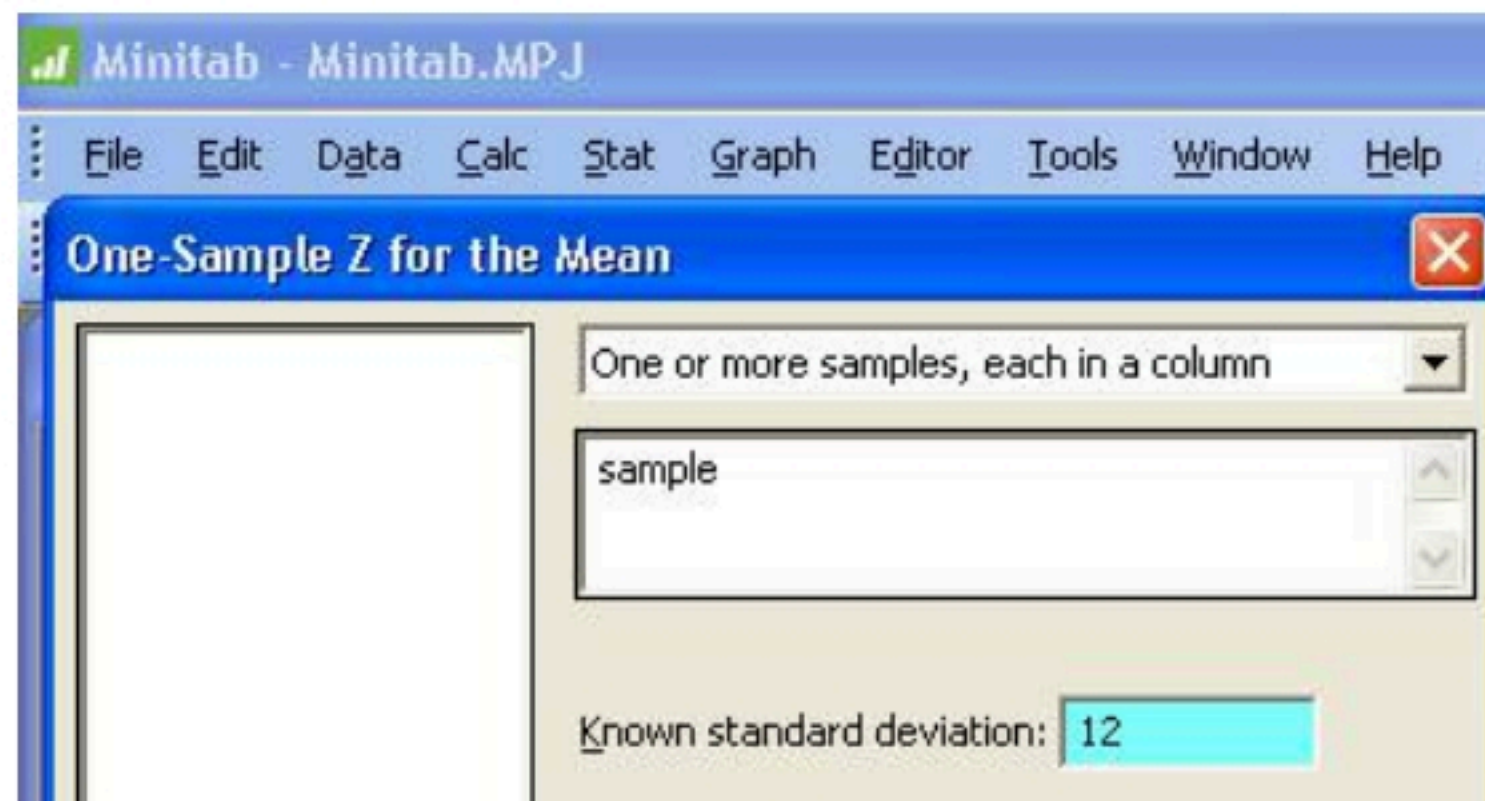 Minitab - Minitab.MPJ
File Edit Data Calc Stat Graph Editor Tools Window Help
One-Sample Z for the Mean
One or more samples, each in a column
sample
Known standard deviation: 12